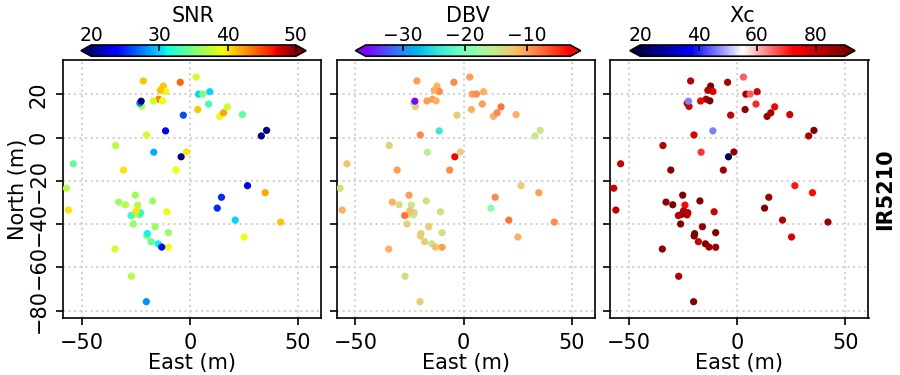 SNR
DBV
Xc
20 30 40 50
−30 −20 −10
20 40 60 80
20
0
−20
−40
−60
−80
North (m)
IR5210
−50 0 50
−50 0 50
−50 0 50
East (m)
East (m)
East (m)